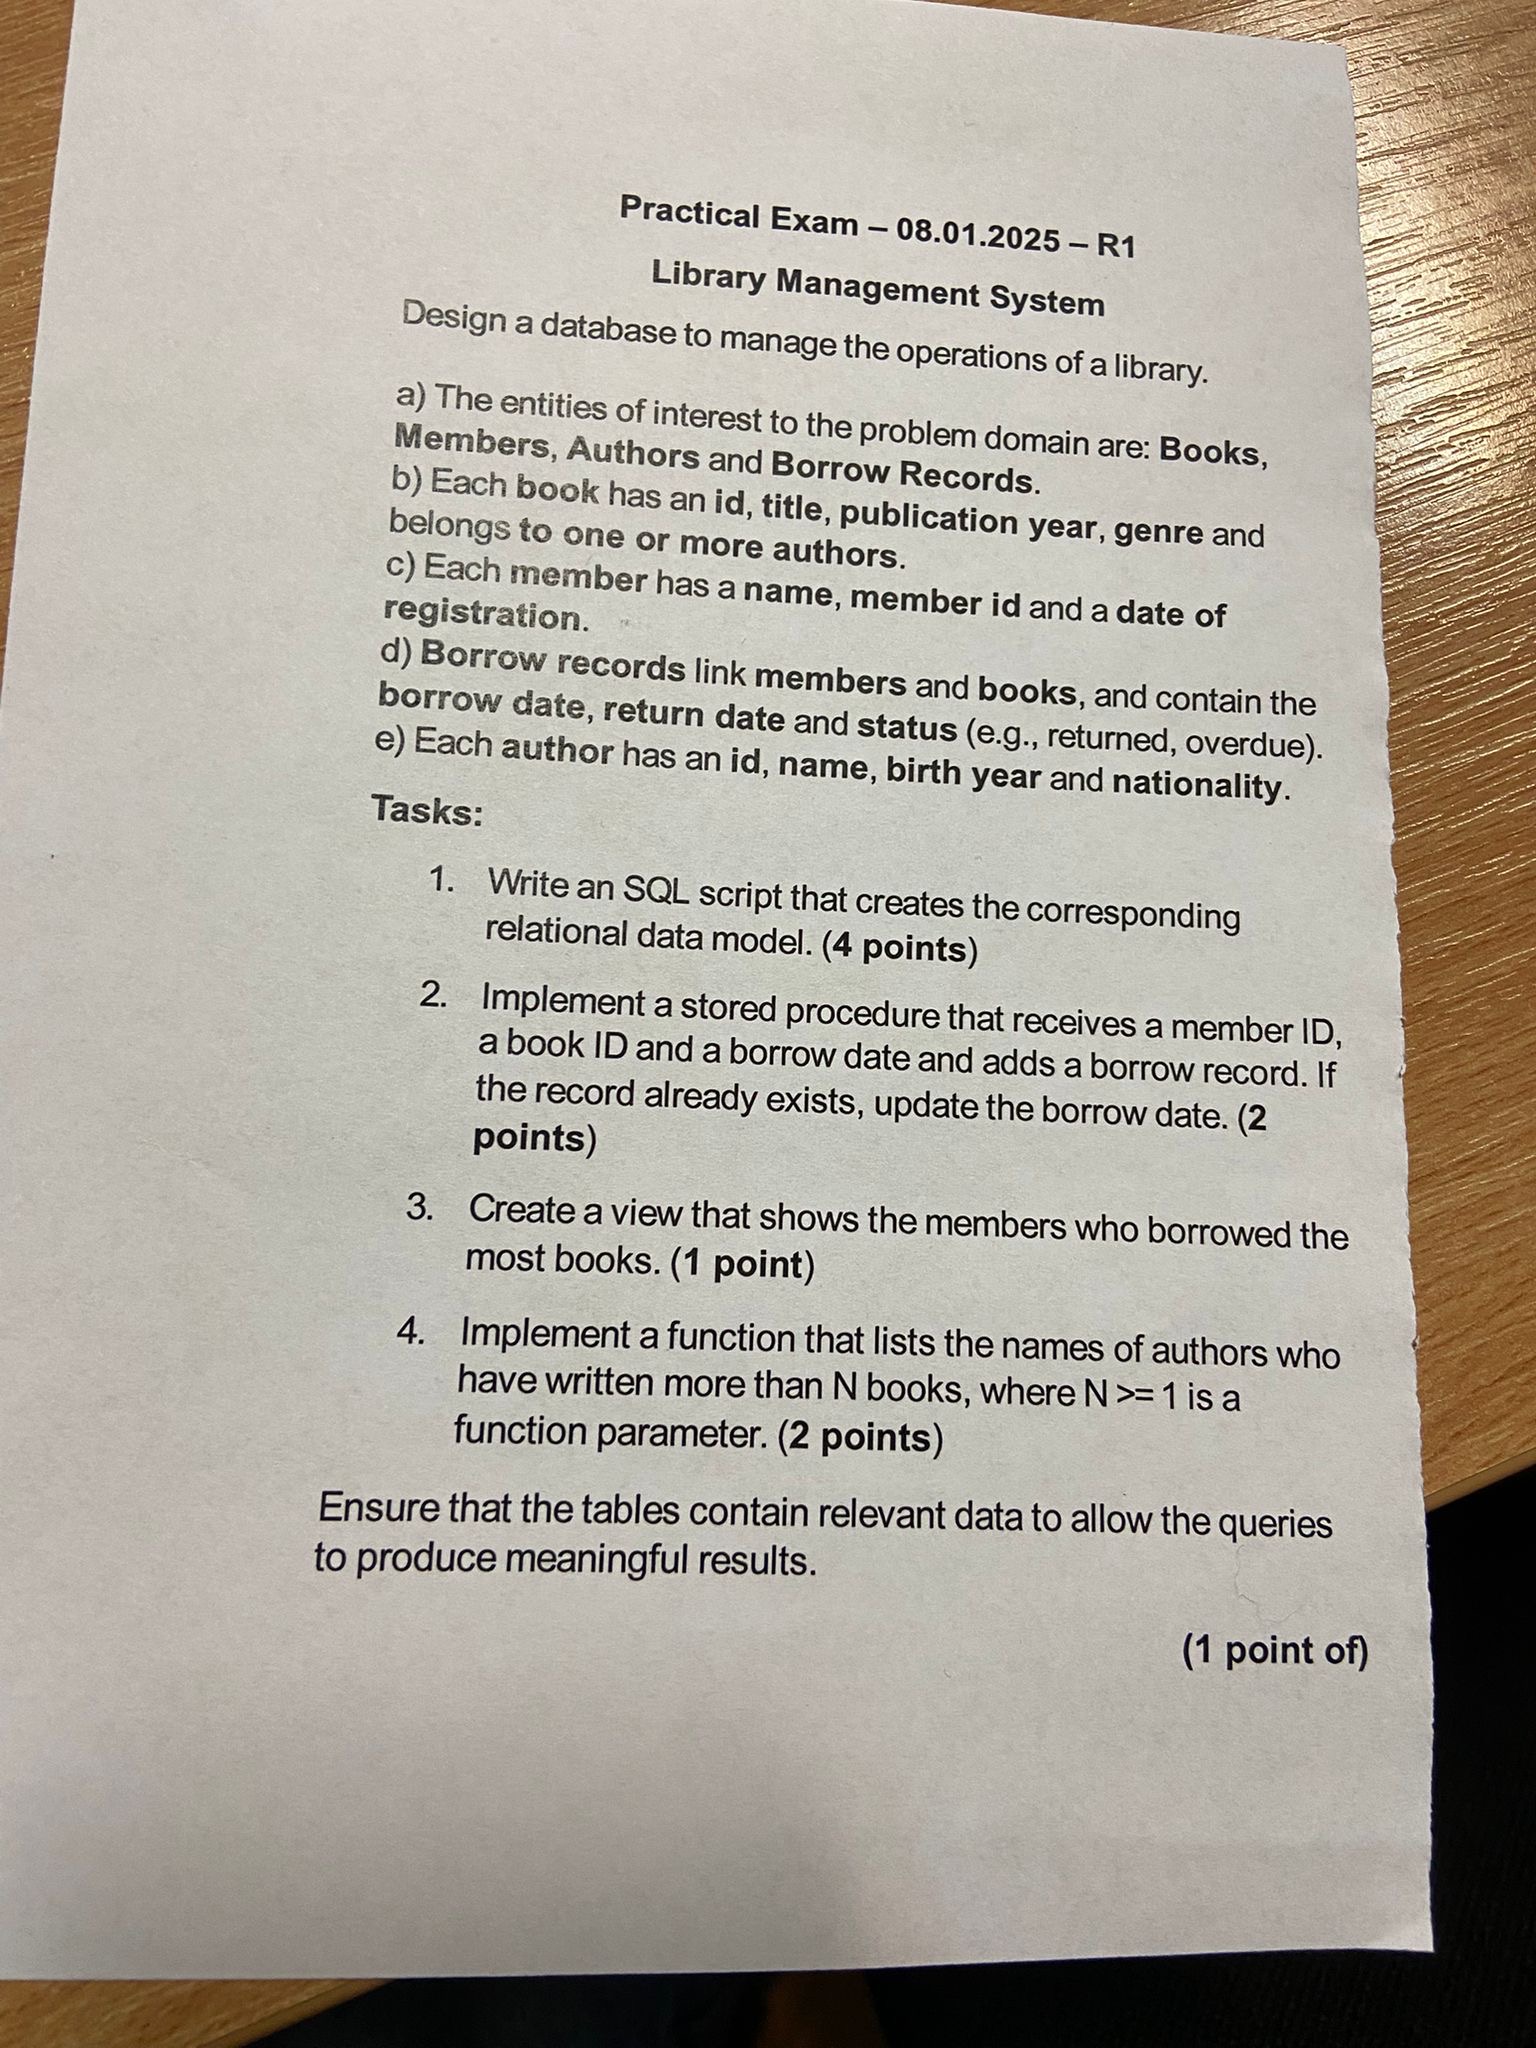 Practical Exam – 08.01.2025 – R1
Library Management System
Design a database to manage the operations of a library.
a) The entities of interest to the problem domain are: Books,
Members, Authors and Borrow Records.
b) Each book has an id, title, publication year, genre and
belongs to one or more authors.
c) Each member has a name, member id and a date of
registration.
d) Borrow records link members and books, and contain the
borrow date, return date and status (e.g., returned, overdue).
e) Each author has an id, name, birth year and nationality.
Tasks:
1. Write an SQL script that creates the corresponding
relational data model. (4 points)
2. Implement a stored procedure that receives a member ID,
a book ID and a borrow date and adds a borrow record. If
the record already exists, update the borrow date. (2
points)
3. Create a view that shows the members who borrowed the
most books. (1 point)
4. Implement a function that lists the names of authors who
have written more than N books, where N >= 1 is a
function parameter. (2 points)
Ensure that the tables contain relevant data to allow the queries
to produce meaningful results.
(1 point of)